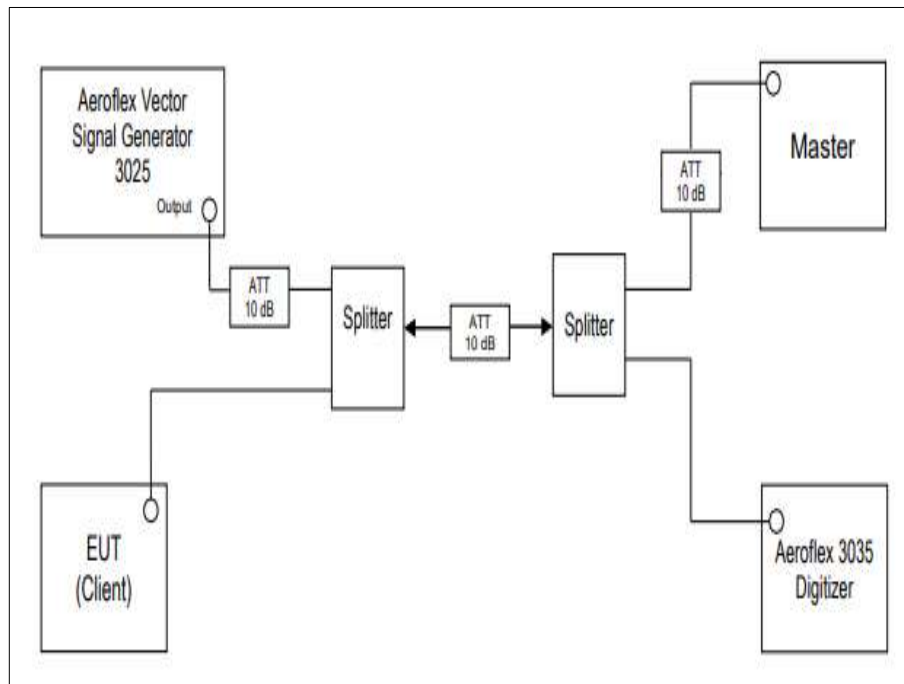 Aeroflex Vector
Signal Generator
3025
Output
ATT
10 dB
Splitter
ATT
10 dB
Splitter
ATT
10 dB
Master
EUT
(Client)
Aeroflex 3035
Digitizer